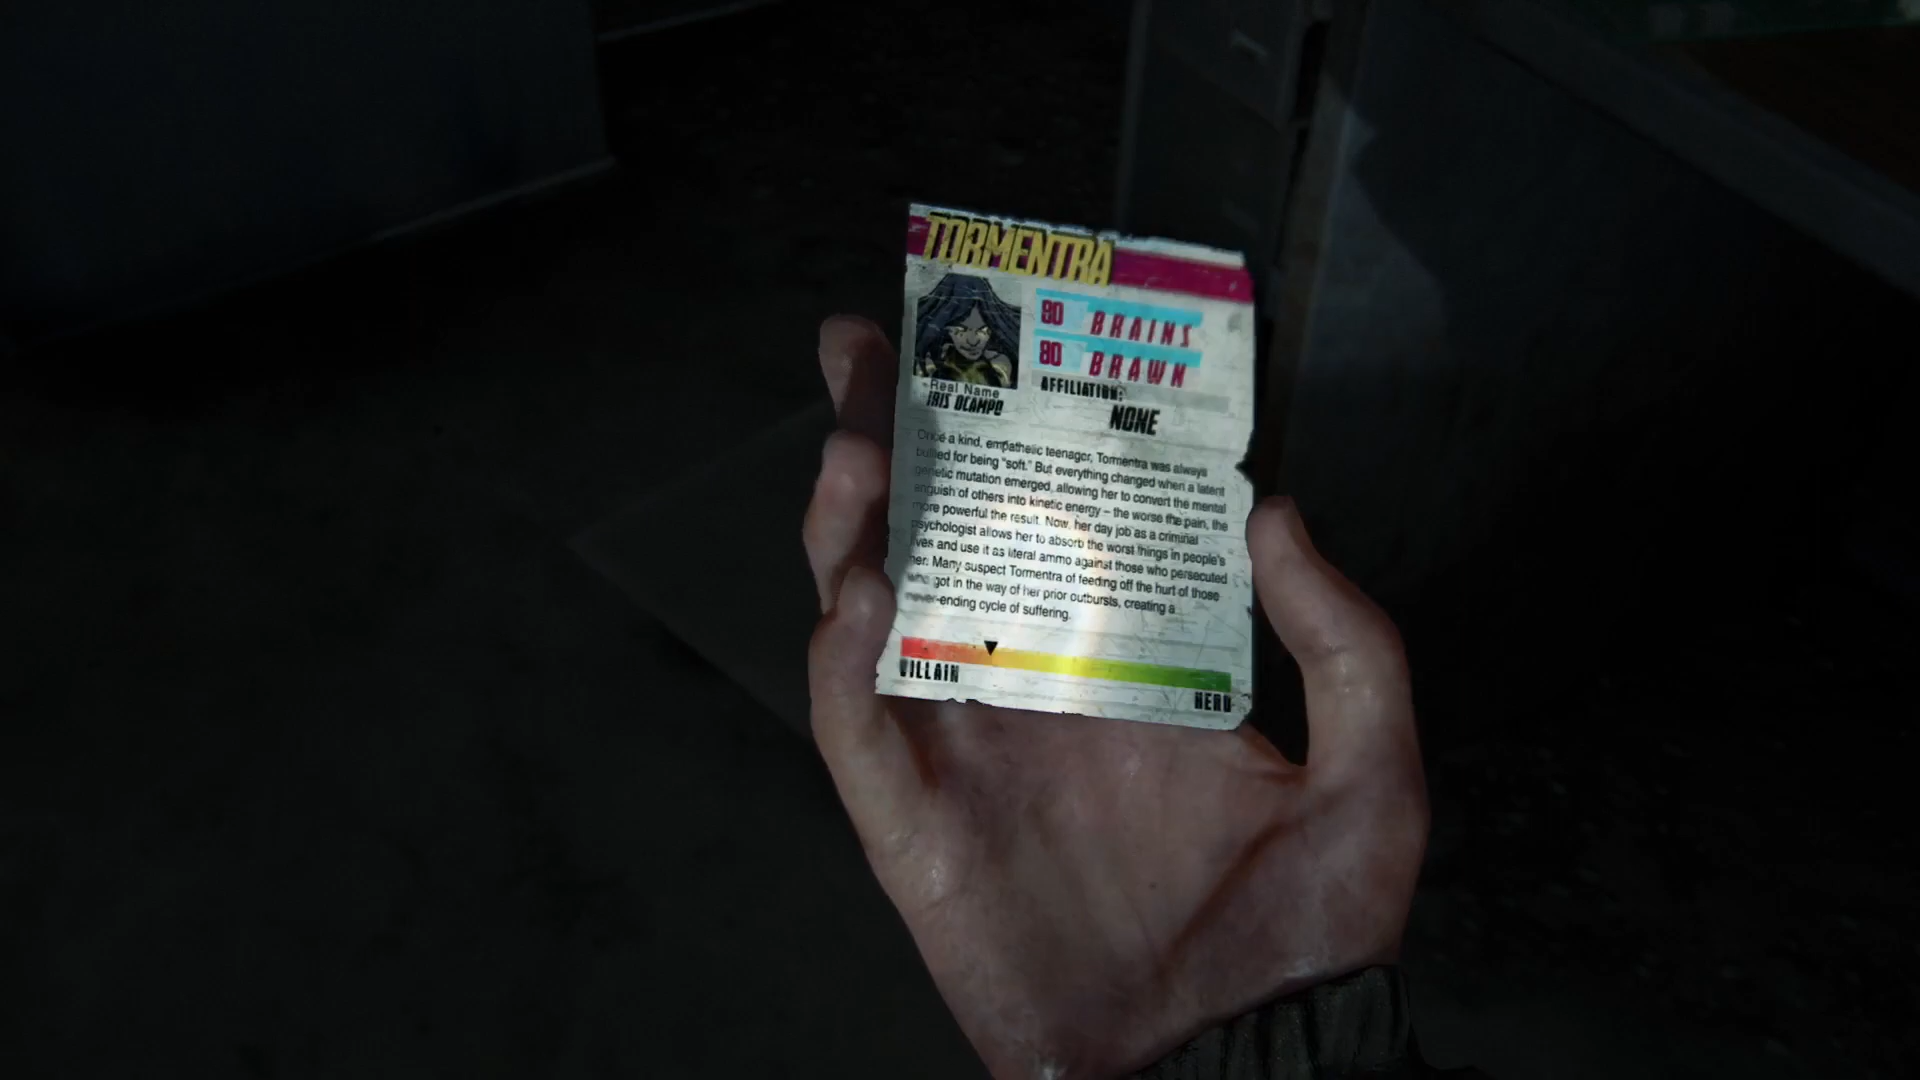 TORMENTRA
80 BRAINS
80 BRAWN
Real Name
IRIS OCAMPO
AFFILIATION:
NONE
Once a kind, empathetic teenager, Tormentra was always
bullied for being "soft." But everything changed when a latent
genetic mutation emerged, allowing her to convert the mental
anguish of others into kinetic energy – the worse the pain, the
more powerful the result. Now, her day job as a criminal
psychologist allows her to absorb the worst things in people's
lives and use it as literal ammo against those who persecuted
her. Many suspect Tormentra of feeding off the hurt of those
who got in the way of her prior outbursts, creating a
never-ending cycle of suffering.
VILLAIN
HERO